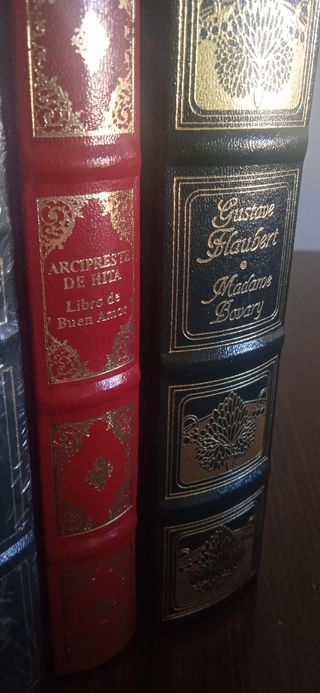 ARCIPRESTE
DE HITA
Libro de
Buen Amor
Gustave
Flaubert
Madame
Bovary